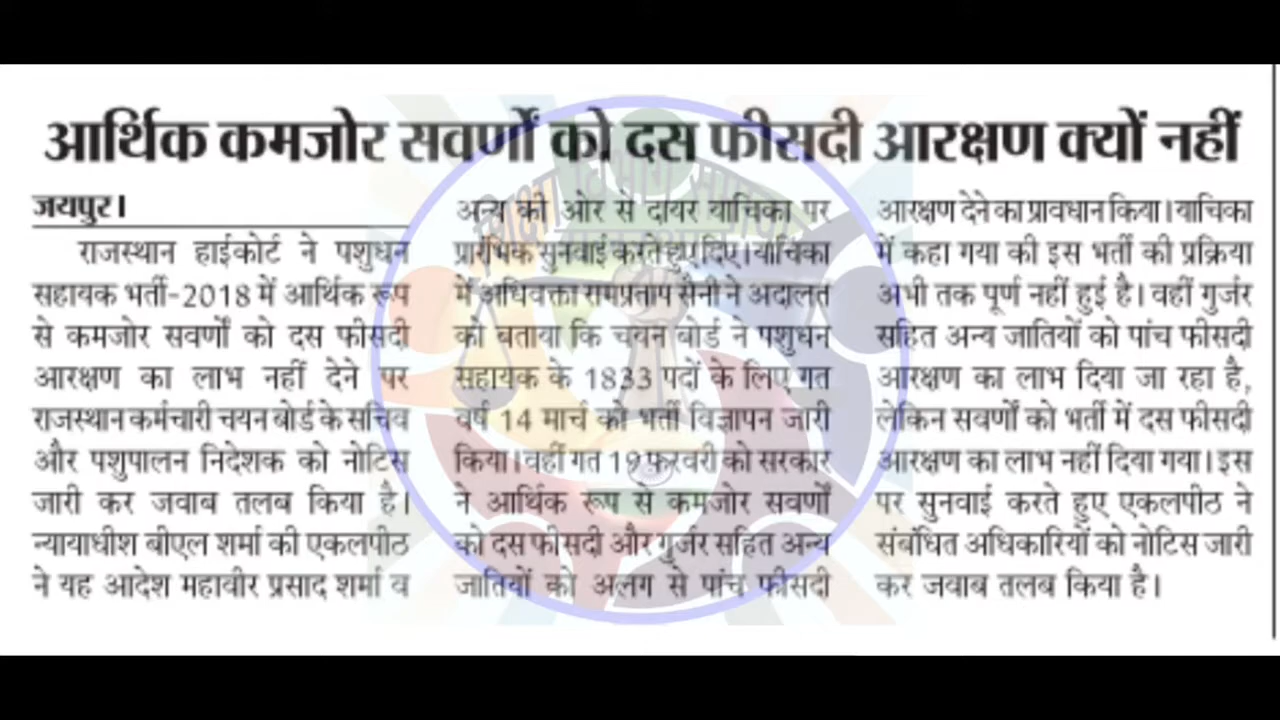 आर्थिक कमजोर सवर्णों को दस फीसदी आरक्षण क्यों नहीं
जयपुर।
राजस्थान हाईकोर्ट ने पशुधन
सहायक भर्ती-2018 में आर्थिक रूप
से कमजोर सवर्णों को दस फीसदी
आरक्षण का लाभ नहीं देने पर
राजस्थान कर्मचारी चयन बोर्ड के सचिव
और पशुपालन निदेशक को नोटिस
जारी कर जवाब तलब किया है।
न्यायाधीश बीएल शर्मा की एकलपीठ
ने यह आदेश महावीर प्रसाद शर्मा व
अन्य की ओर से दायर याचिका पर
प्रारंभिक सुनवाई करते हुए दिए। याचिका
में अधिवक्ता रामप्रताप सैनी ने अदालत
को बताया कि चयन बोर्ड ने पशुधन
सहायक के 1833 पदों के लिए गत
वर्ष 14 मार्च को भर्ती विज्ञापन जारी
किया। वहीं गत 19 फरवरी को सरकार
ने आर्थिक रूप से कमजोर सवर्णों
को दस फीसदी और गुर्जर सहित अन्य
जातियों को अलग से पांच फीसदी
आरक्षण देने का प्रावधान किया। याचिका
में कहा गया की इस भर्ती की प्रक्रिया
अभी तक पूर्ण नहीं हुई है। वहीं गुर्जर
सहित अन्य जातियों को पांच फीसदी
आरक्षण का लाभ दिया जा रहा है,
लेकिन सवर्णों को भर्ती में दस फीसदी
आरक्षण का लाभ नहीं दिया गया। इस
पर सुनवाई करते हुए एकलपीठ ने
संबंधित अधिकारियों को नोटिस जारी
कर जवाब तलब किया है।